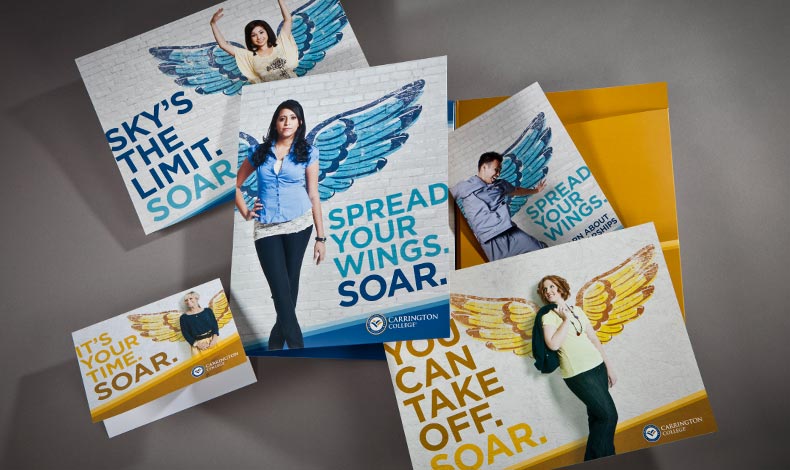 SKY'S
THE
LIMIT.
SOAR.
SPREAD
YOUR
WINGS.
SOAR.
CARRINGTON
COLLEGE
SPREAD
YOUR
WINGS.
ABOUT
IT'S
YOUR
TIME.
SOAR.
CARRINGTON
COLLEGE
YOU
CAN
TAKE
OFF.
SOAR.
CARRINGTON
COLLEGE